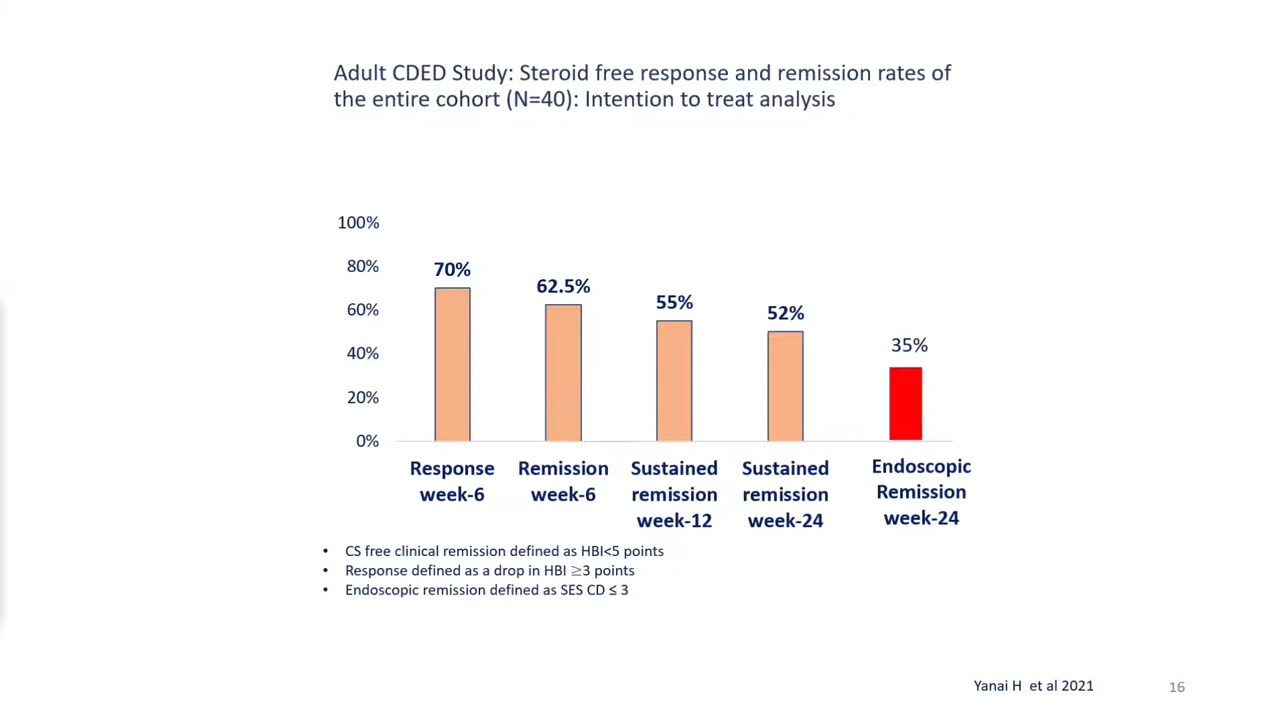 Adult CDED Study: Steroid free response and remission rates of
the entire cohort (N=40): Intention to treat analysis
100%
80%
60%
40%
20%
0%
70%
62.5%
55%
52%
35%
Response
week-6
Remission
week-6
Sustained
remission
week-12
Sustained
remission
week-24
Endoscopic
Remission
week-24
• CS free clinical remission defined as HBI<5 points
• Response defined as a drop in HBI ≥3 points
• Endoscopic remission defined as SES CD ≤ 3
Yanai H et al 2021
16